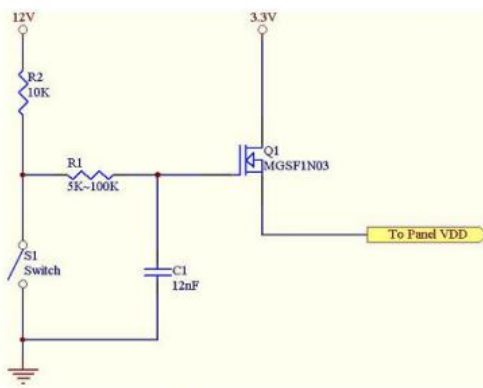 12V
3.3V
R2
10K
R1
5K~100K
Q1
MGSF1N03
To Panel VDD
S1
Switch
C1
12nF